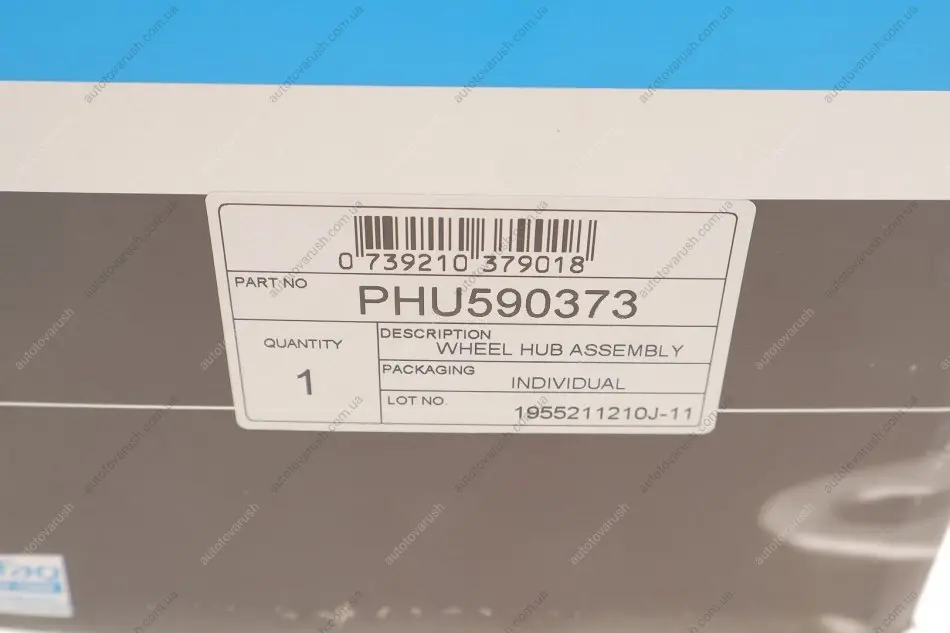 0 739210 379018
PART NO
PHU590373
QUANTITY
1
DESCRIPTION
WHEEL HUB ASSEMBLY
PACKAGING
INDIVIDUAL
LOT NO.
1955211210J-11
autotovarush.com.ua